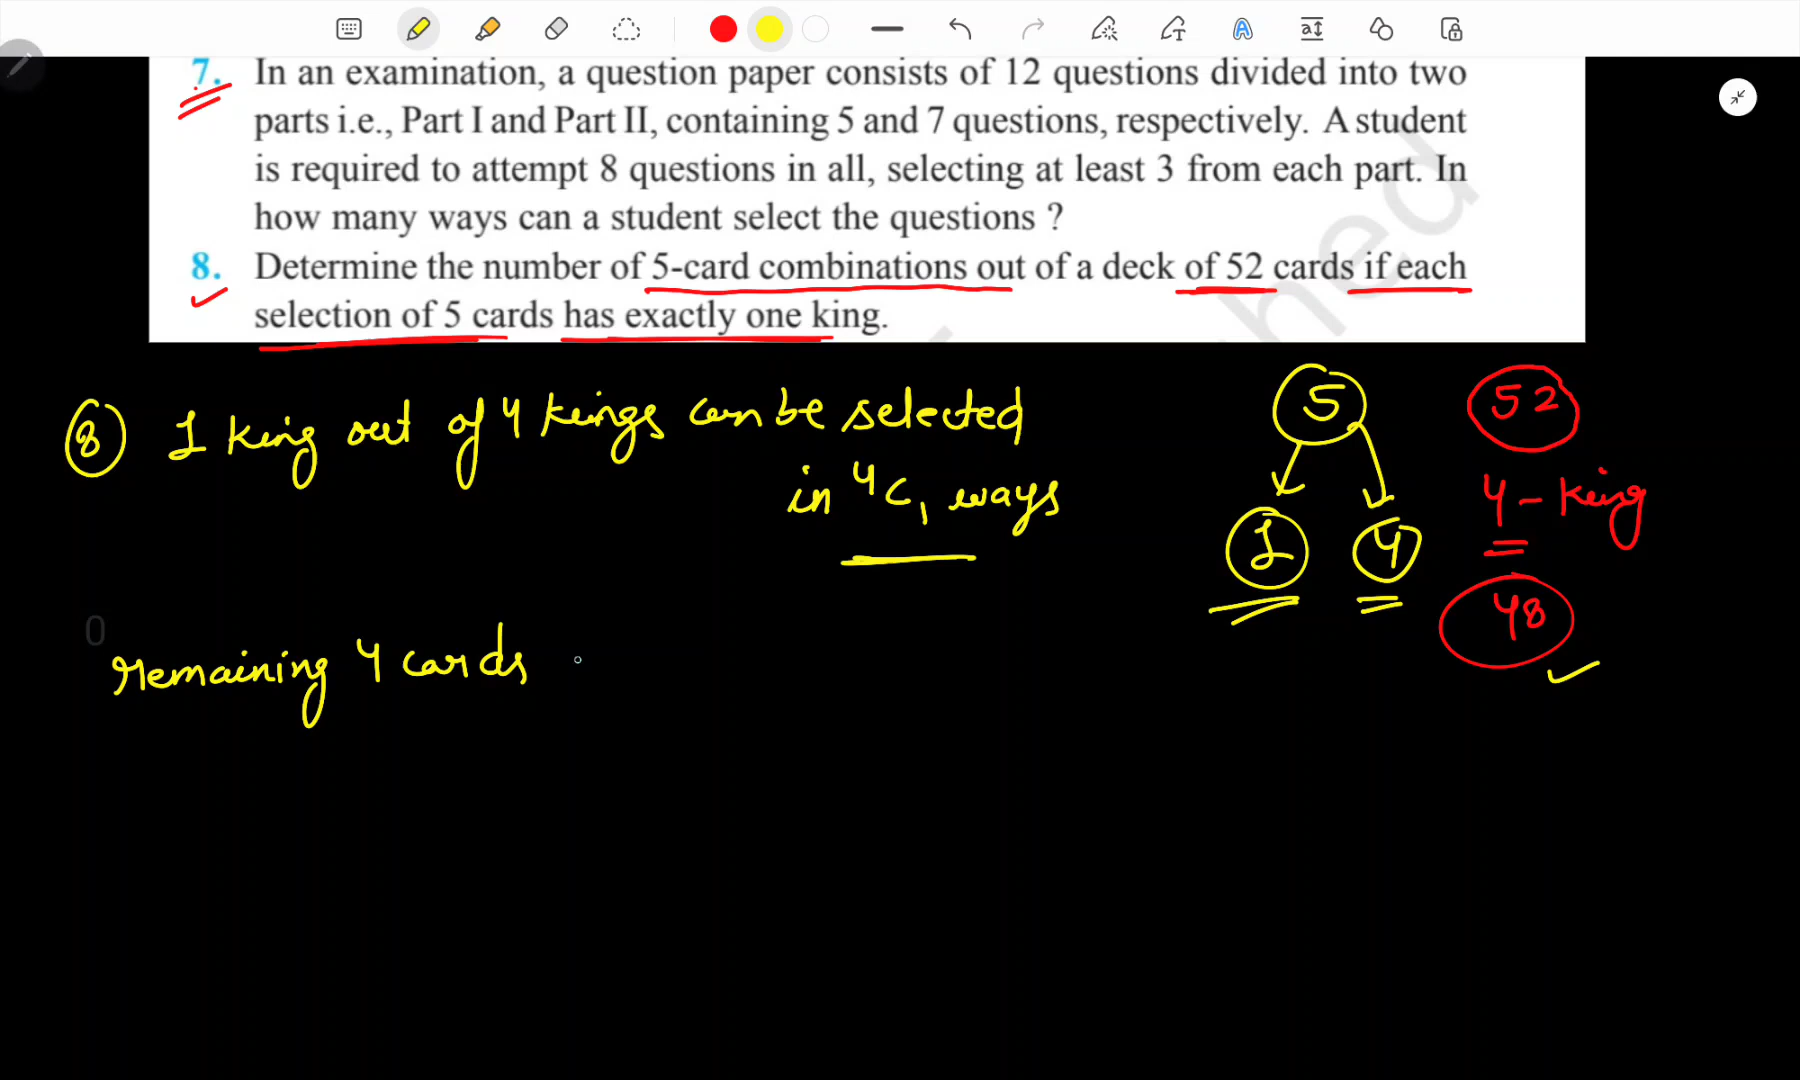 7. In an examination, a question paper consists of 12 questions divided into two
parts i.e., Part I and Part II, containing 5 and 7 questions, respectively. A student
is required to attempt 8 questions in all, selecting at least 3 from each part. In
how many ways can a student select the questions ?
8. Determine the number of 5-card combinations out of a deck of 52 cards if each
selection of 5 cards has exactly one king.
hed
8 1 king out of 4 kings can be selected
in ⁴C₁ ways
5
1 4
52
4 - king
48
0
remaining 4 cards